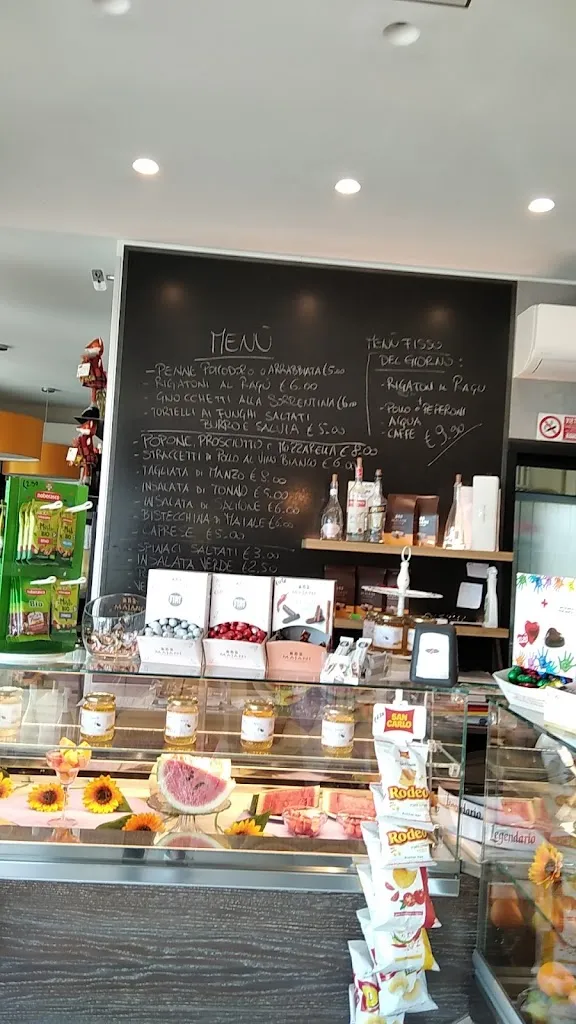 MENÙ
- PENNE POMODORO O ARRABBIATA €5.00
- RIGATONI AL RAGÙ €6.00
- GNOCCHETTI ALLA SORRENTINA €6.00
- TORTELLI AI FUNGHI SALTATI
BURRO E SALVIA €5.00
- POPONE, PROSCIUTTO E MOZZARELLA €8.00
- STRACCETTI DI POLLO AL VINO BIANCO €6.00
- TAGLIATA DI MANZO €8.00
- INSALATA DI TONNO €5.00
- INSALATA DI SALMONE €6.00
- BISTECCHINA DI MAIALE €6.00
- CAPRESE €5.00
- SPINACI SALTATI €3.00
- INSALATA VERDE €2.50
MENÙ FISSO
DEL GIORNO:
- RIGATONI AL RAGÙ
+
- POLLO E PEPERONI
- ACQUA
- CAFFE €9.90
MAJANI
MAJANI
SAN
CARLO
Rodeo
Rodeo
Legendario
Legendario